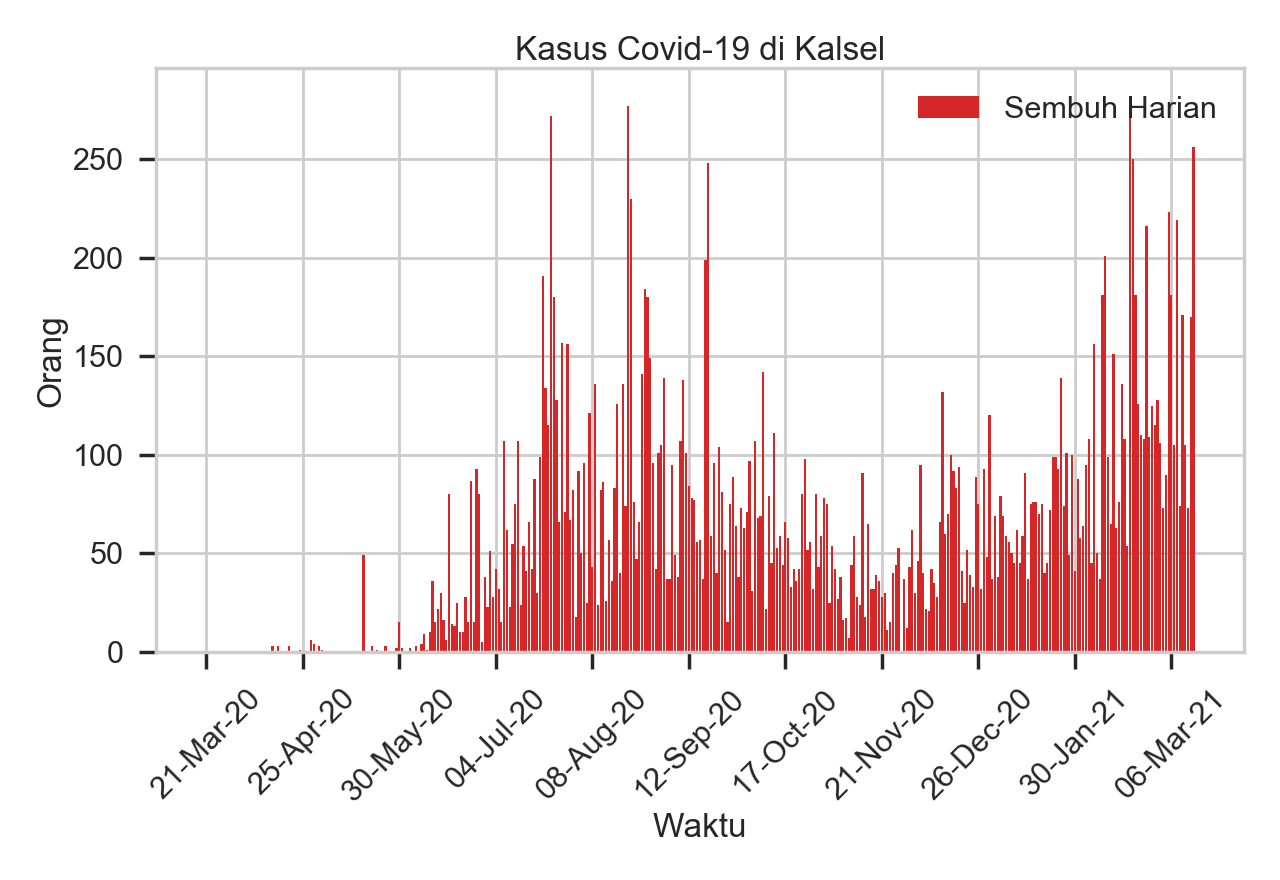 Kasus Covid-19 di Kalsel
Sembuh Harian
Orang
250
200
150
100
50
0
21-Mar-20
25-Apr-20
30-May-20
04-Jul-20
08-Aug-20
12-Sep-20
17-Oct-20
21-Nov-20
26-Dec-20
30-Jan-21
06-Mar-21
Waktu